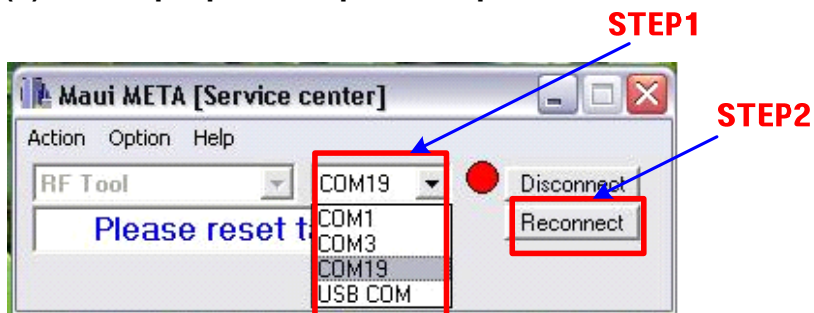 STEP1
Maui META [Service center]
STEP2
Action Option Help
RF Tool COM19 Disconnect
Please reset
COM1
Reconnect
COM3
COM19
USB COM